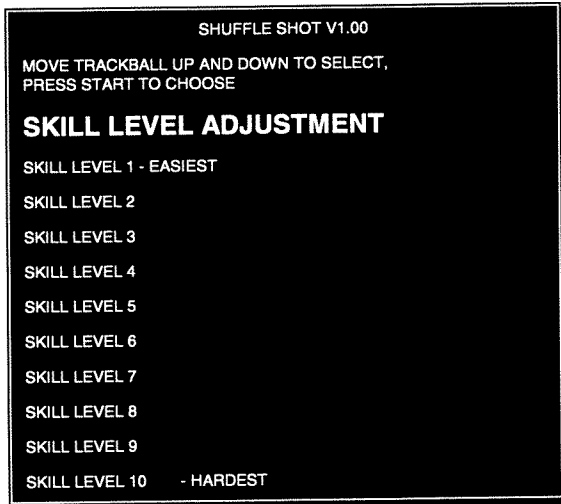 SHUFFLE SHOT V1.00
MOVE TRACKBALL UP AND DOWN TO SELECT,
PRESS START TO CHOOSE
SKILL LEVEL ADJUSTMENT
SKILL LEVEL 1 - EASIEST
SKILL LEVEL 2
SKILL LEVEL 3
SKILL LEVEL 4
SKILL LEVEL 5
SKILL LEVEL 6
SKILL LEVEL 7
SKILL LEVEL 8
SKILL LEVEL 9
SKILL LEVEL 10 - HARDEST